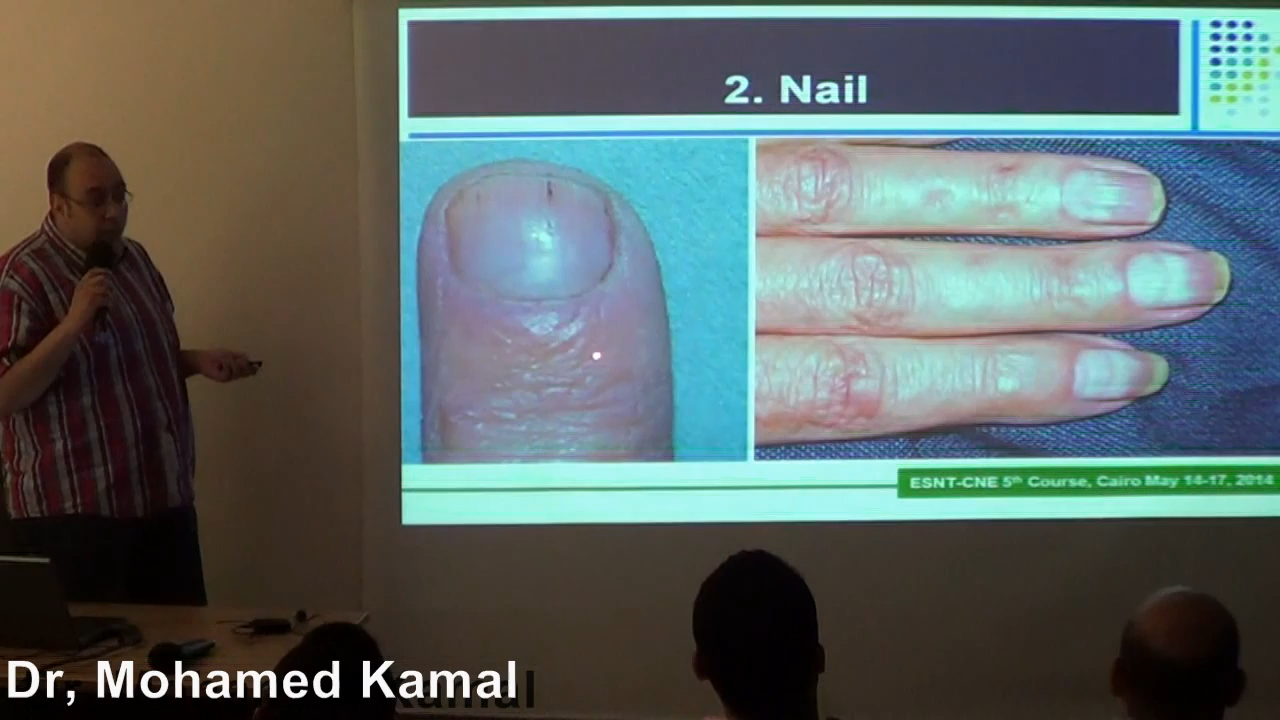 2. Nail
ESNT-CNE 5th Course, Cairo May 14-17, 2014
Dr, Mohamed Kamal